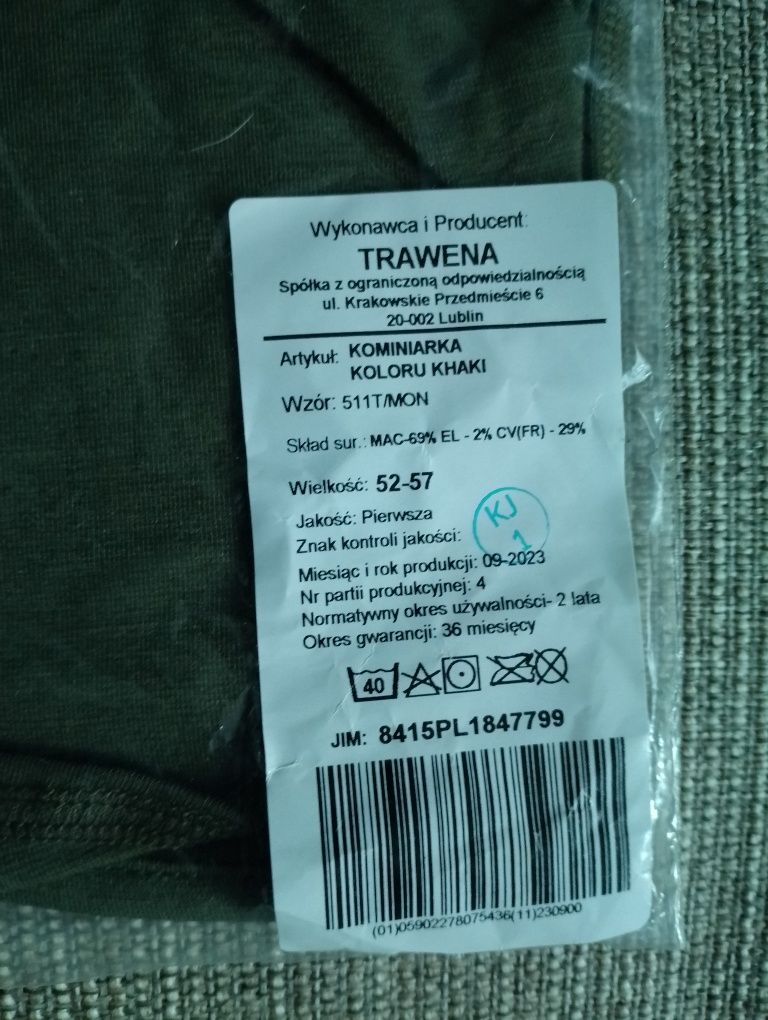 Wykonawca i Producent:
TRAWENA
Spółka z ograniczoną odpowiedzialnością
ul. Krakowskie Przedmieście 6
20-002 Lublin
Artykuł: KOMINIARKA
KOLORU KHAKI
Wzór: 511T/MON
Skład sur.: MAC-69% EL - 2% CV(FR) - 29%
Wielkość: 52-57
Jakość: Pierwsza
Znak kontroli jakości:
KJ
1
Miesiąc i rok produkcji: 09-2023
Nr partii produkcyjnej: 4
Normatywny okres używalności- 2 lata
Okres gwarancji: 36 miesięcy
40
JIM: 8415PL1847799
(01)05902278075436(11)230900